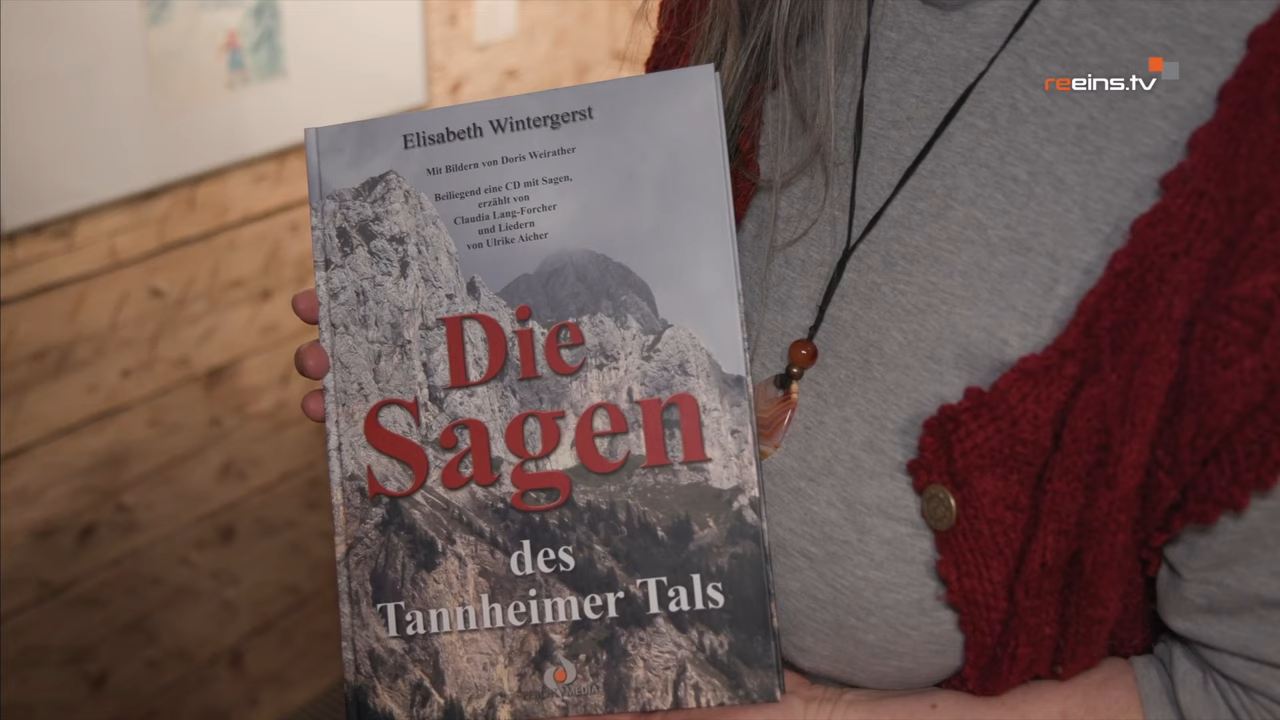 reeins.tv
Elisabeth Wintergerst
Mit Bildern von Doris Weirather
Beiliegend eine CD mit Sagen,
erzählt von
Claudia Lang-Forcher
und Liedern
von Ulrike Aicher
Die
Sagen
des
Tannheimer Tals